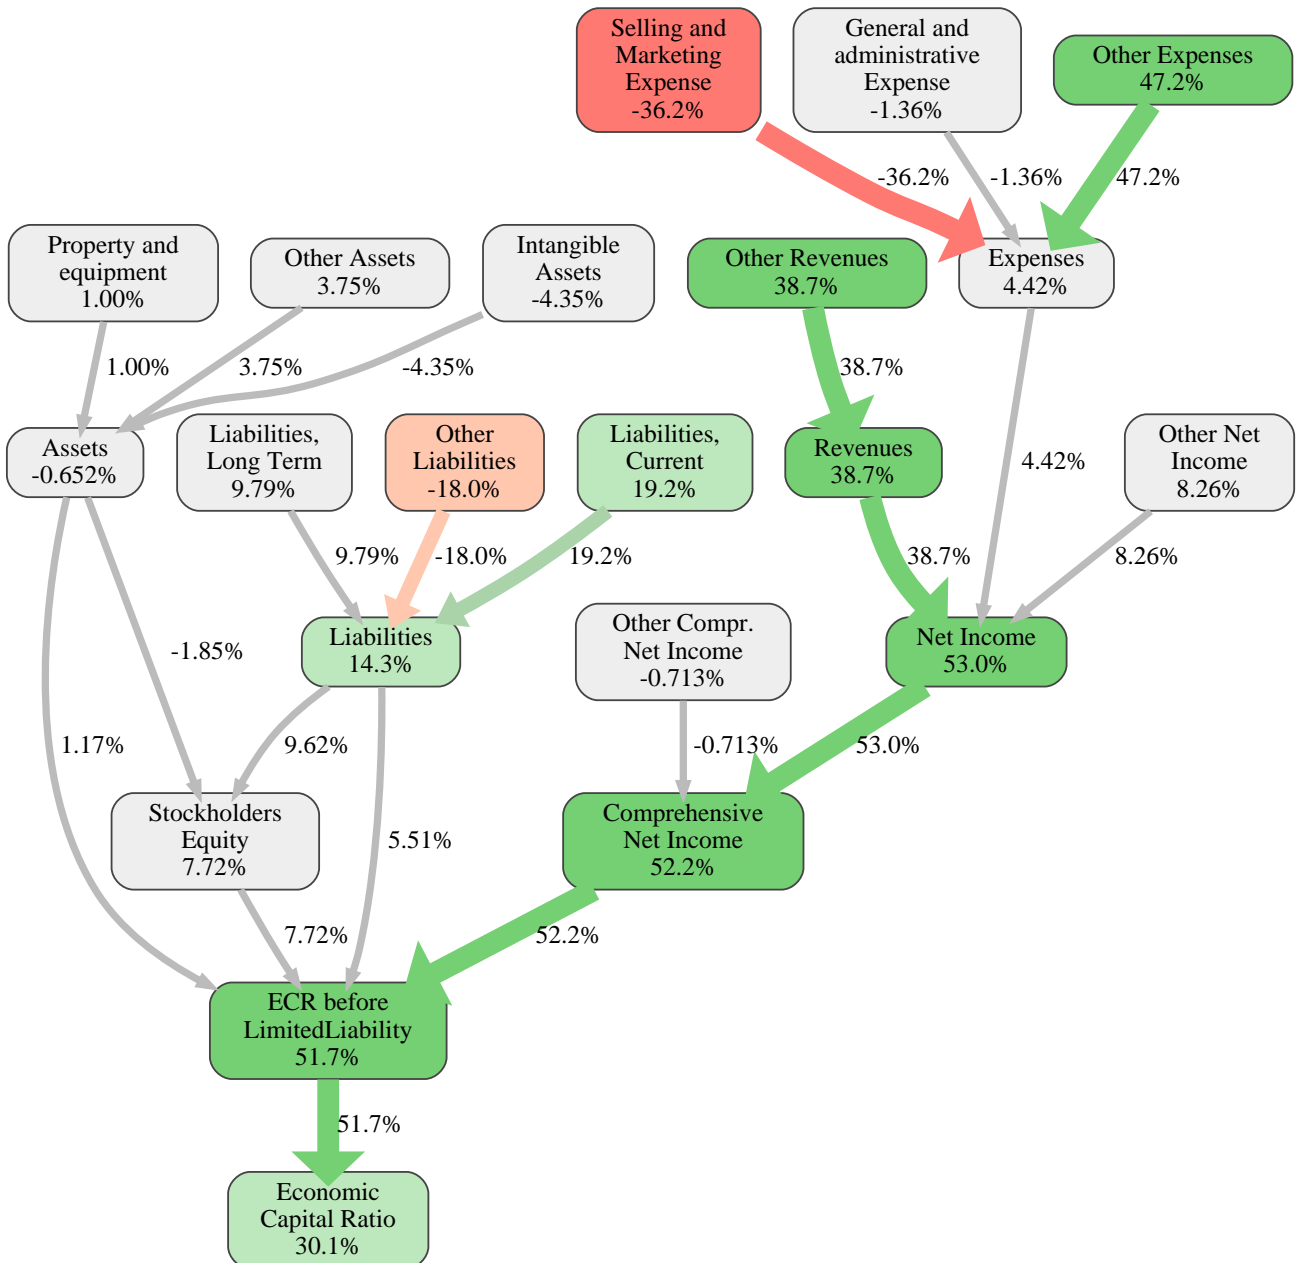 Selling and
Marketing
Expense
-36.2%
General and
administrative
Expense
-1.36%
Other Expenses
47.2%
-36.2%
-1.36%
47.2%
Property and
equipment
1.00%
Other Assets
3.75%
Intangible
Assets
-4.35%
Other Revenues
38.7%
Expenses
4.42%
1.00%
3.75%
-4.35%
38.7%
Assets
-0.652%
Liabilities,
Long Term
9.79%
Other
Liabilities
-18.0%
Liabilities,
Current
19.2%
Revenues
38.7%
4.42%
Other Net
Income
8.26%
9.79%
-18.0%
19.2%
38.7%
8.26%
-1.85%
Liabilities
14.3%
Other Compr.
Net Income
-0.713%
Net Income
53.0%
1.17%
9.62%
-0.713%
53.0%
Stockholders
Equity
7.72%
5.51%
Comprehensive
Net Income
52.2%
7.72%
52.2%
ECR before
LimitedLiability
51.7%
51.7%
Economic
Capital Ratio
30.1%